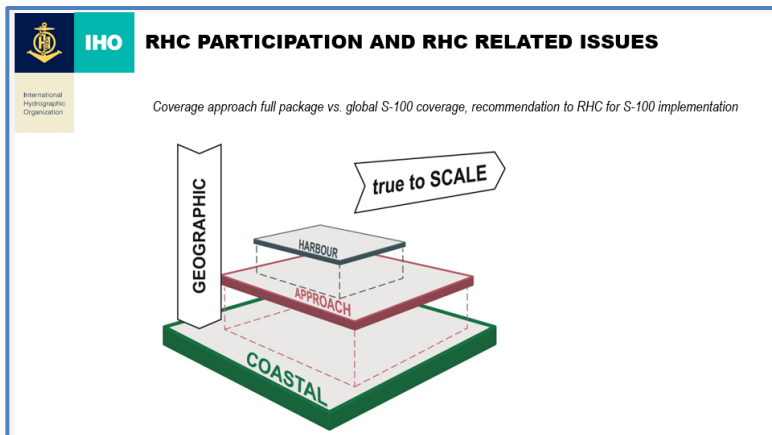 IHO
RHC PARTICIPATION AND RHC RELATED ISSUES
International
Hydrographic
Organization
Coverage approach full package vs. global S-100 coverage, recommendation to RHC for S-100 implementation
GEOGRAPHIC
true to SCALE
HARBOUR
APPROACH
COASTAL